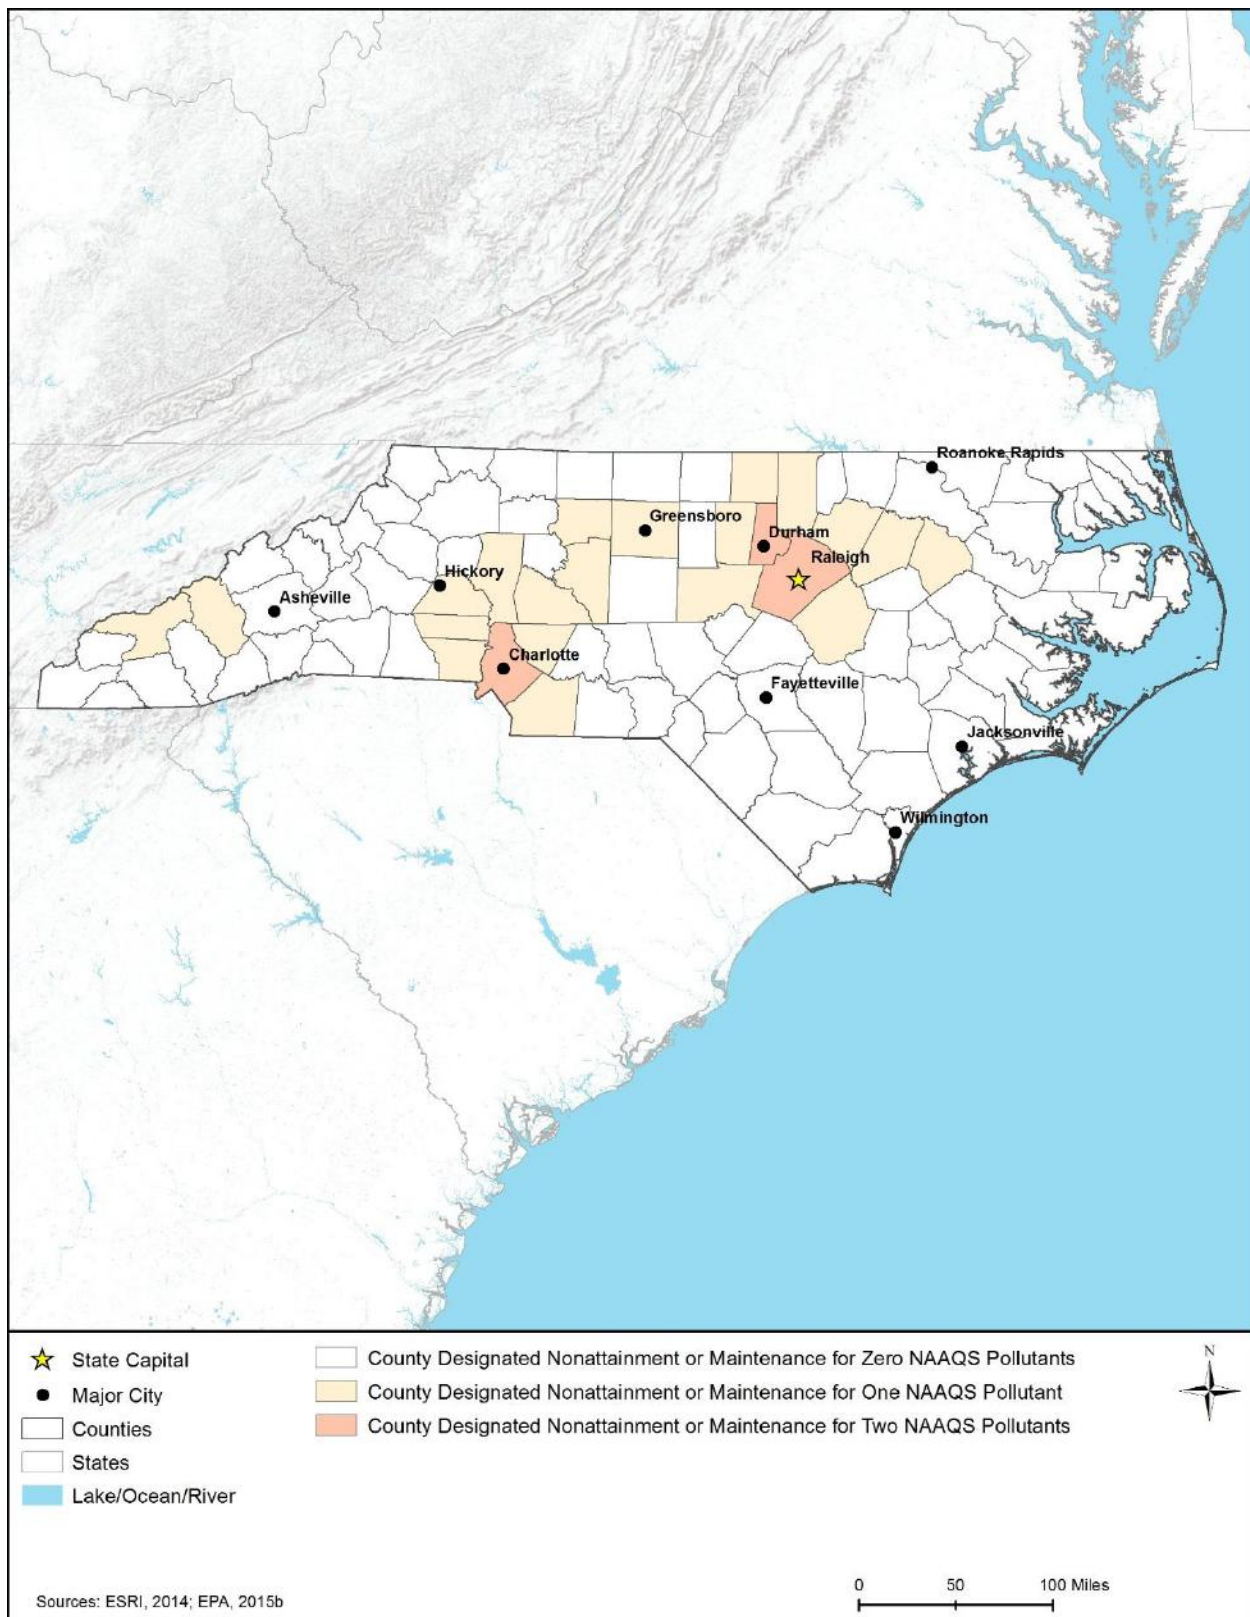 Roanoke Rapids
Greensboro
Durham
Raleigh
Hickory
Asheville
Charlotte
Fayetteville
Jacksonville
Wilmington
State Capital
Major City
Counties
States
Lake/Ocean/River
County Designated Nonattainment or Maintenance for Zero NAAQS Pollutants
County Designated Nonattainment or Maintenance for One NAAQS Pollutant
County Designated Nonattainment or Maintenance for Two NAAQS Pollutants
N
Sources: ESRI, 2014; EPA, 2015b
0 50 100 Miles